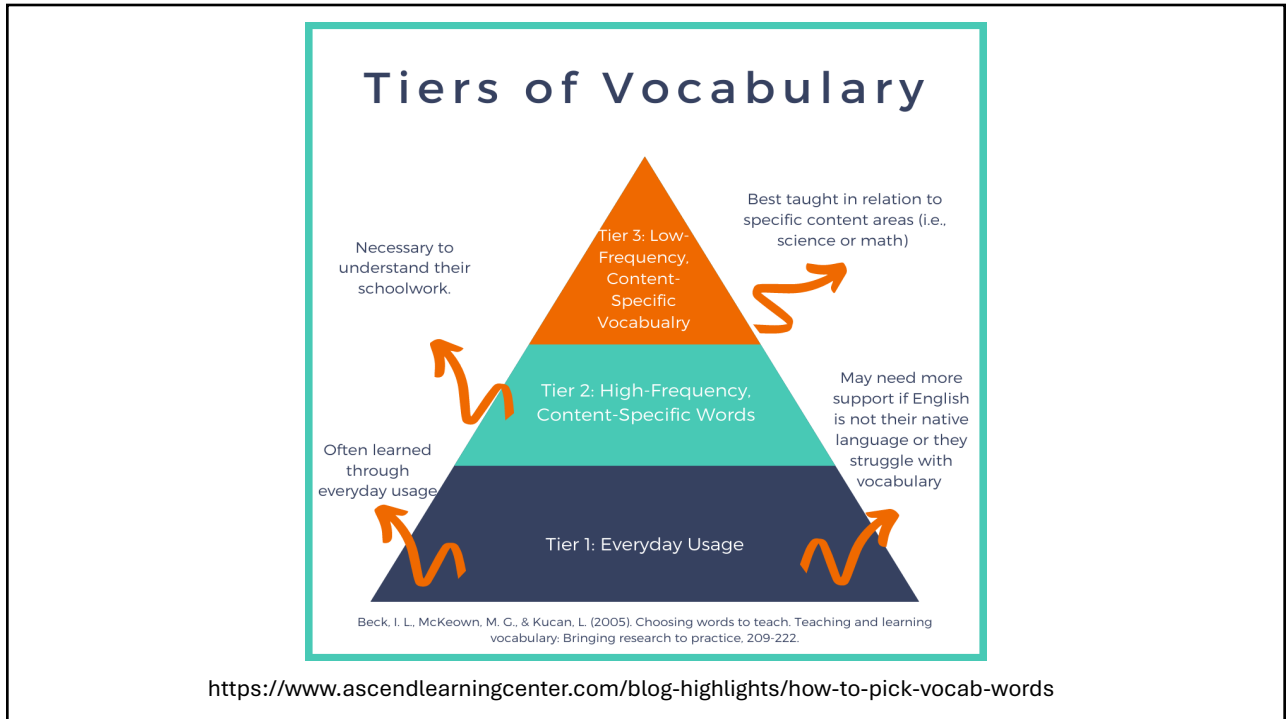 Tiers of Vocabulary
Best taught in relation to
specific content areas (i.e.,
science or math)
Tier 3: Low-
Frequency,
Content-
Specific
Vocabualry
Necessary to
understand their
schoolwork.
Tier 2: High-Frequency,
Content-Specific Words
May need more
support if English
is not their native
language or they
struggle with
vocabulary
Often learned
through
everyday usage
Tier 1: Everyday Usage
Beck, I. L., McKeown, M. G., & Kucan, L. (2005). Choosing words to teach. Teaching and learning
vocabulary: Bringing research to practice, 209-222.
https://www.ascendlearningcenter.com/blog-highlights/how-to-pick-vocab-words